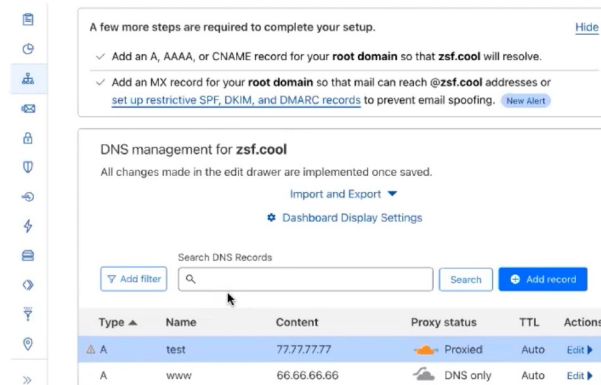 A few more steps are required to complete your setup.
Hide
Add an A, AAAA, or CNAME record for your root domain so that zsf.cool will resolve.
Add an MX record for your root domain so that mail can reach @zsf.cool addresses or
set up restrictive SPF, DKIM, and DMARC records to prevent email spoofing. New Alert
DNS management for zsf.cool
All changes made in the edit drawer are implemented once saved.
Import and Export
Dashboard Display Settings
Search DNS Records
Add filter
Search
Add record
Type Name Content Proxy status TTL Actions
A test 77.77.77.77 Proxied Auto Edit
A www 66.66.66.66 DNS only Auto Edit